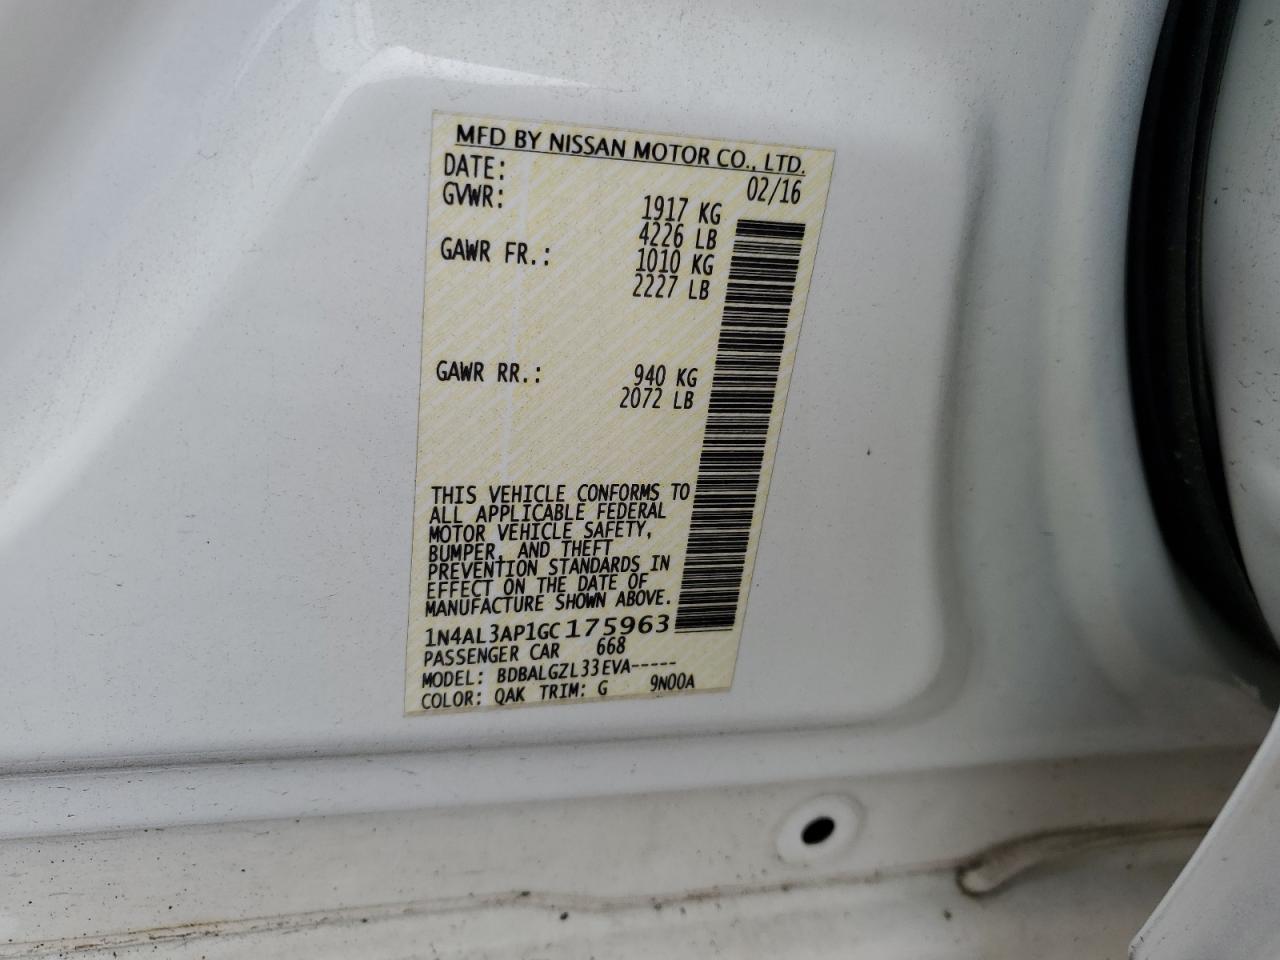 MFD BY NISSAN MOTOR CO., LTD.
DATE: 02/16
GVWR: 1917 KG
4226 LB
GAWR FR.: 1010 KG
2227 LB
GAWR RR.: 940 KG
2072 LB
THIS VEHICLE CONFORMS TO
ALL APPLICABLE FEDERAL
MOTOR VEHICLE SAFETY,
BUMPER, AND THEFT
PREVENTION STANDARDS IN
EFFECT ON THE DATE OF
MANUFACTURE SHOWN ABOVE.
1N4AL3AP1GC175963
PASSENGER CAR 668
MODEL: BDBALGZL33EVA-----
COLOR: QAK TRIM: G 9N00A